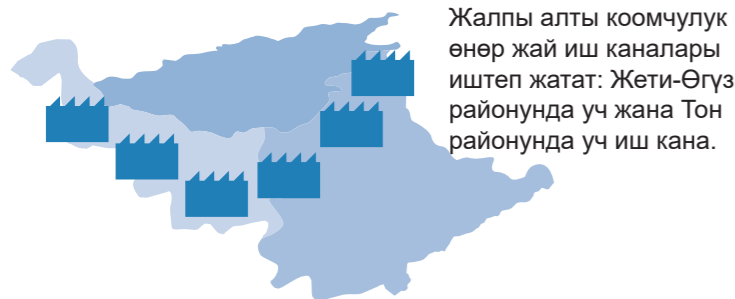 Жалпы алты коомчулук
өнөр жай иш каналары
иштеп жатат: Жети-Өгүз
районунда уч жана Тон
районунда уч иш кана.